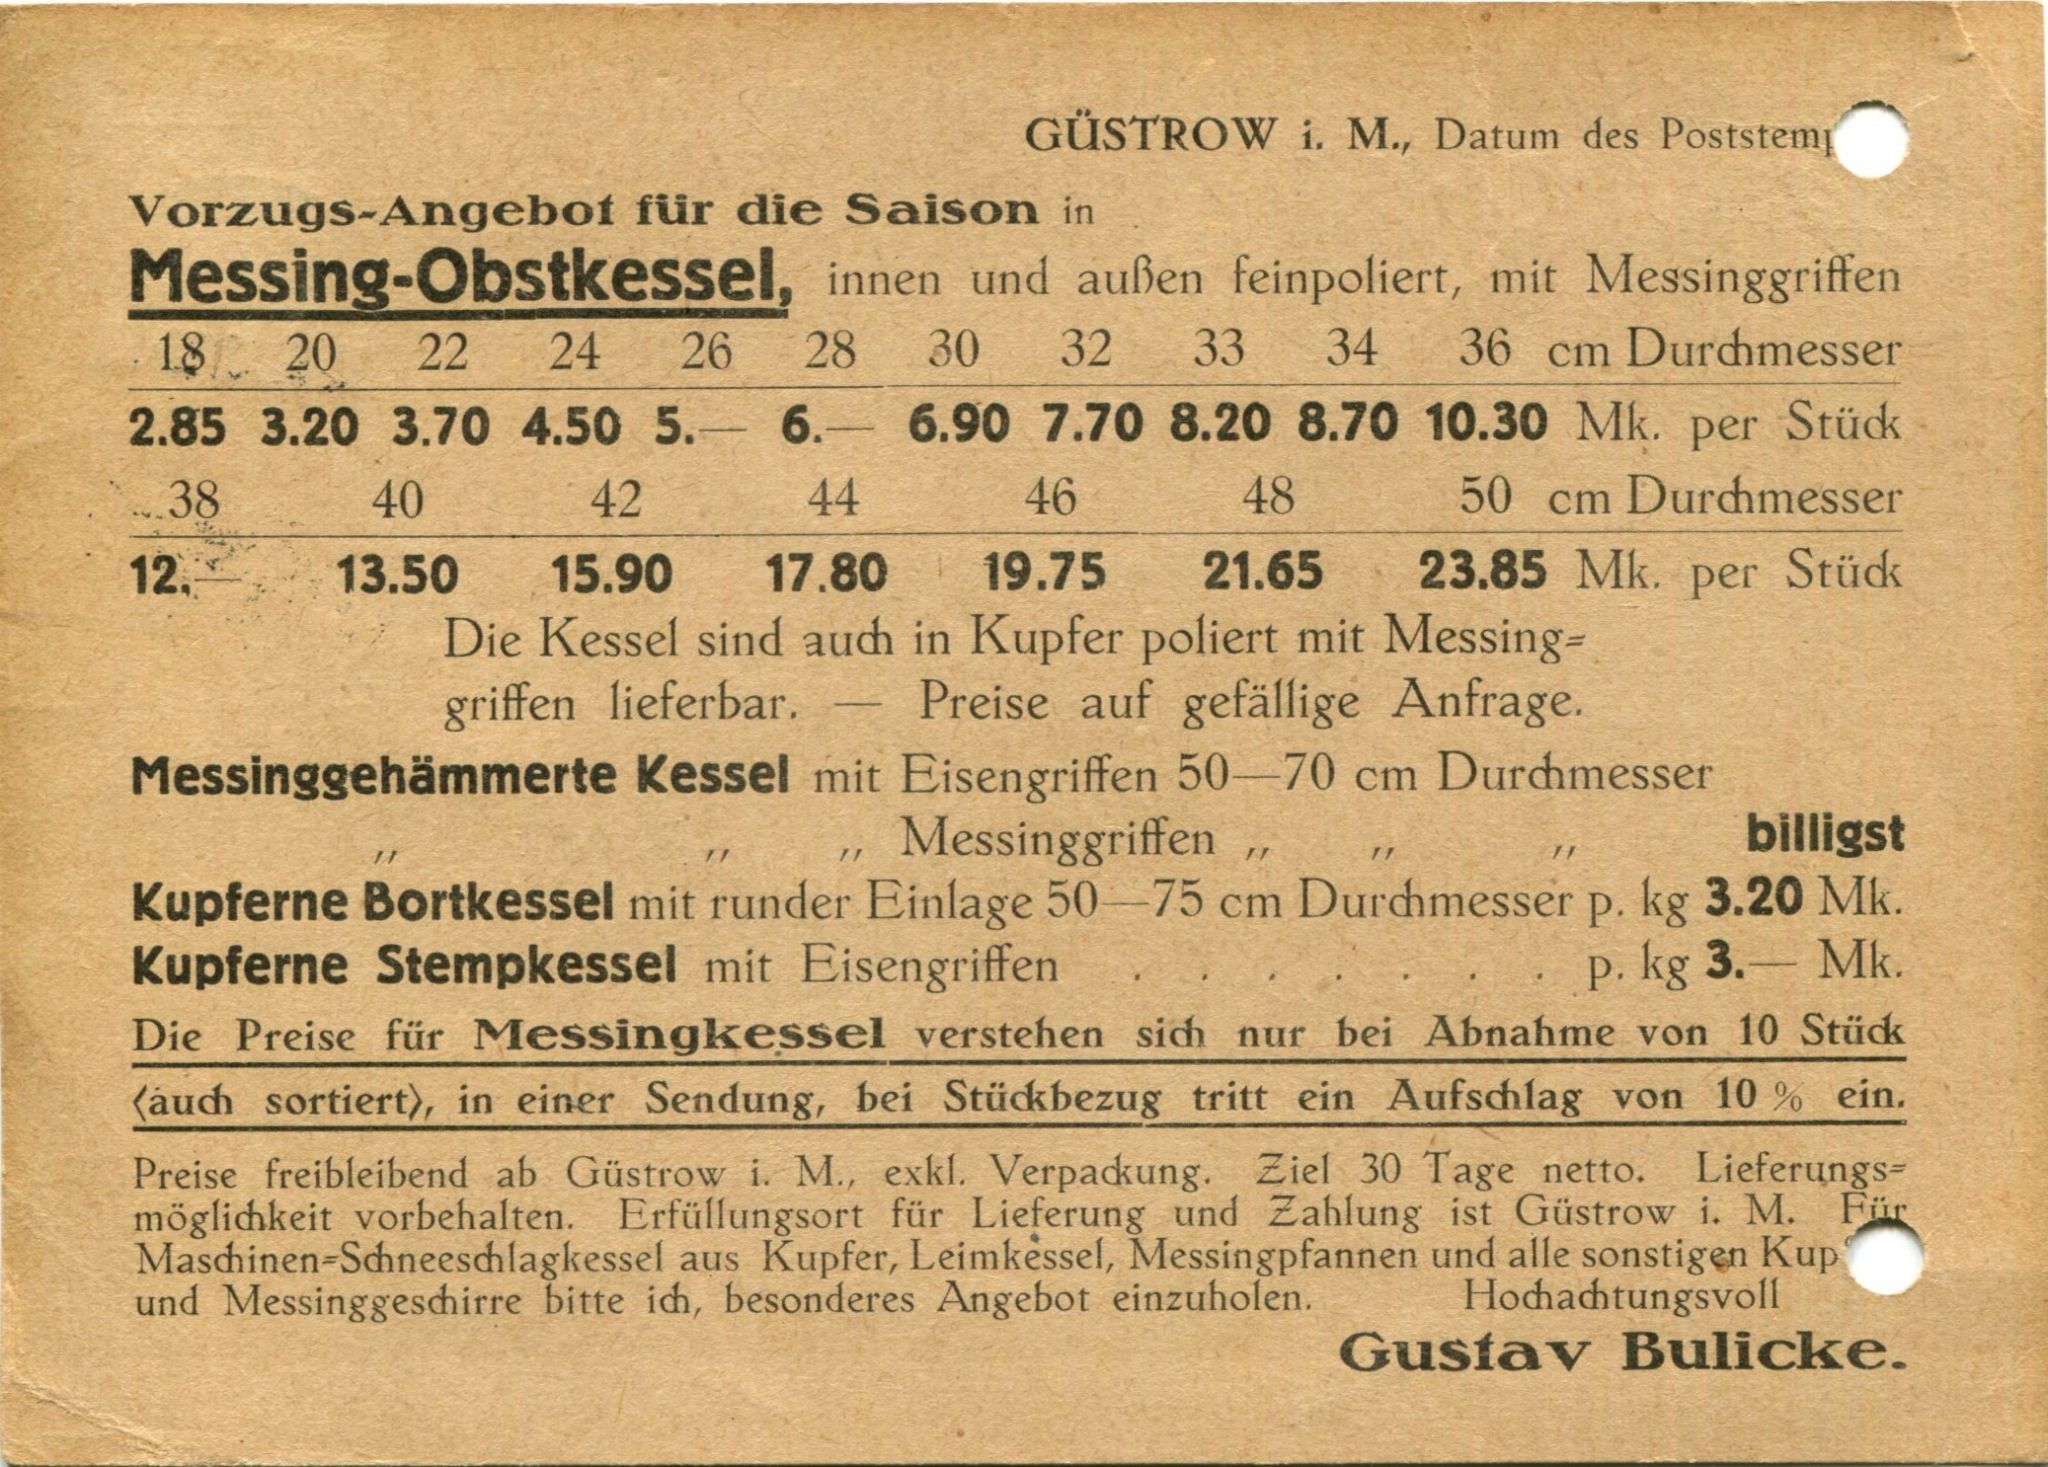 GÜSTROW i. M., Datum des
Vorzugs-Angebot für die Saison in
Messing-Obstkessel, innen und außen feinpoliert, mit Messinggriffen
18 20 22 24 26 28 30 32 33 34 36 cm Durchmesser
2.85 3.20 3.70 4.50 5.— 6.— 6.90 7.70 8.20 8.70 10.30 Mk. per Stück
38 40 42 44 46 48 50 cm Durchmesser
12.— 13.50 15.90 17.80 19.75 21.65 23.85 Mk. per Stück
Die Kessel sind auch in Kupfer poliert mit Messing-
griffen lieferbar. — Preise auf gefällige Anfrage.
Messinggehämmerte Kessel mit Eisengriffen 50—70 cm Durchmesser
„ „ „ Messinggriffen „ „ „ billigst
Kupferne Bortkessel mit runder Einlage 50—75 cm Durchmesser p. kg 3.20 Mk.
Kupferne Stempkessel mit Eisengriffen . . . . . . . p. kg 3.— Mk.
Die Preise für Messingkessel verstehen sich nur bei Abnahme von 10 Stück
(auch sortiert), in einer Sendung, bei Stückbezug tritt ein Aufschlag von 10 % ein.
Preise freibleibend ab Güstrow i. M., exkl. Verpackung. Ziel 30 Tage netto. Lieferungs-
möglichkeit vorbehalten. Erfüllungsort für Lieferung und Zahlung ist Güstrow i. M. Für
Maschinen-Schneeschlagkessel aus Kupfer, Leimkessel, Messingpfannen und alle sonstigen
und Messinggeschirre bitte ich, besonderes Angebot einzuholen. Hochachtungsvoll
Gustav Bulicke.